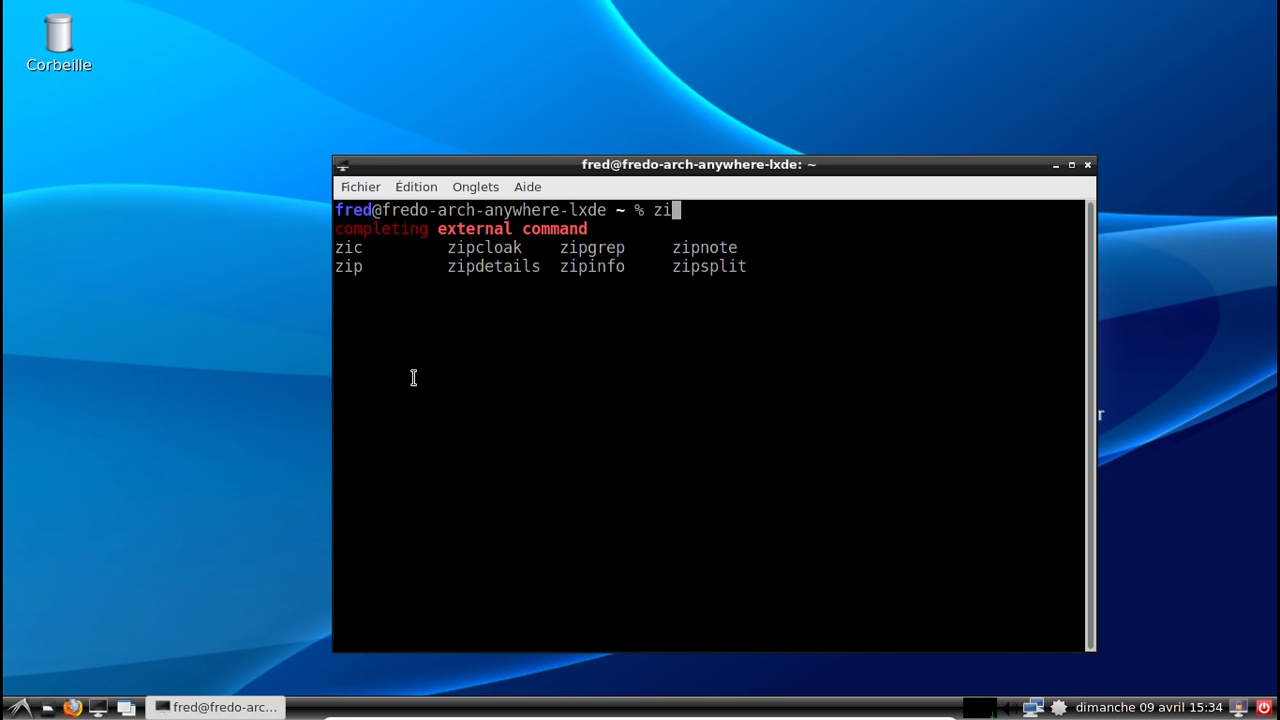 Corbeille
fred@fredo-arch-anywhere-lxde: ~
Fichier Édition Onglets Aide
fred@fredo-arch-anywhere-lxde ~ % zi
completing external command
zic zipcloak zipgrep zipnote
zip zipdetails zipinfo zipsplit
fred@fredo-arc... dimanche 09 avril 15:34